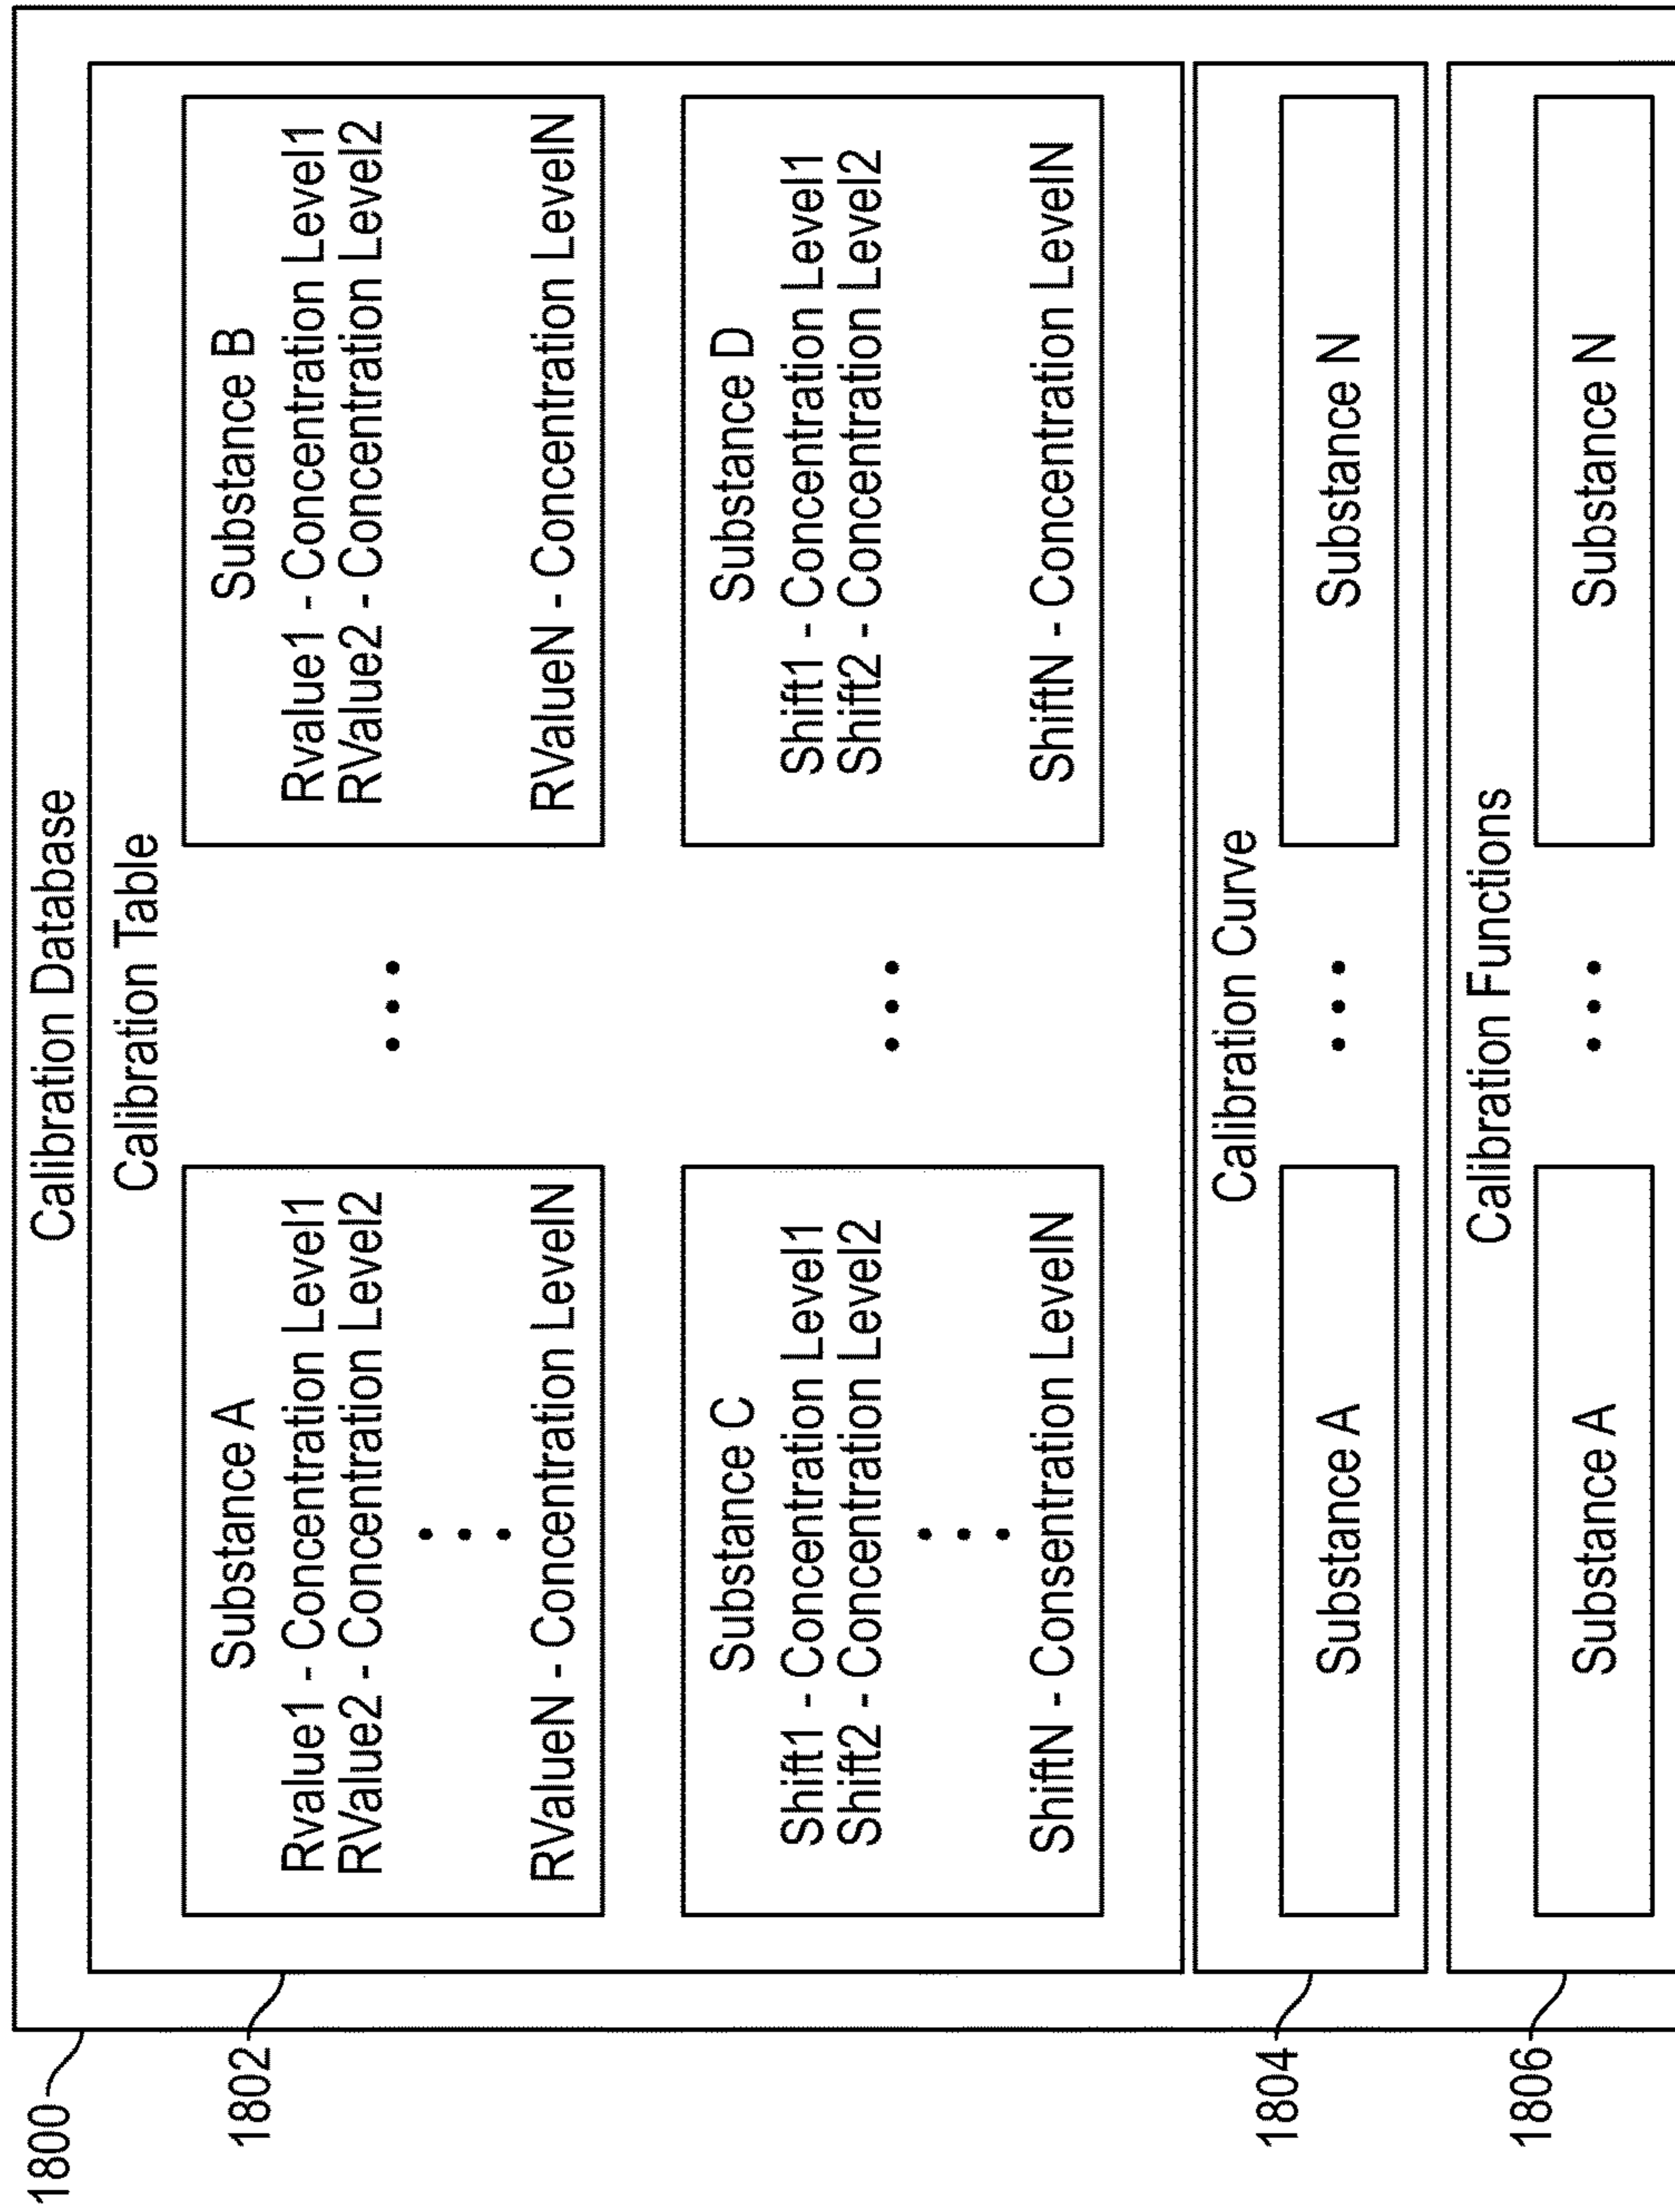 1800
Calibration Database
1802
Calibration Table
Substance A
Rvalue1 - Concentration Level1
RValue2 - Concentration Level2
RValueN - Concentration LevelN
Substance B
Rvalue1 - Concentration Level1
RValue2 - Concentration Level2
RValueN - Concentration LevelN
Substance C
Shift1 - Concentration Level1
Shift2 - Concentration Level2
ShiftN - Consentration LevelN
Substance D
Shift1 - Concentration Level1
Shift2 - Concentration Level2
ShiftN - Concentration LevelN
1804
Calibration Curve
Substance A
Substance N
1806
Calibration Functions
Substance A
Substance N